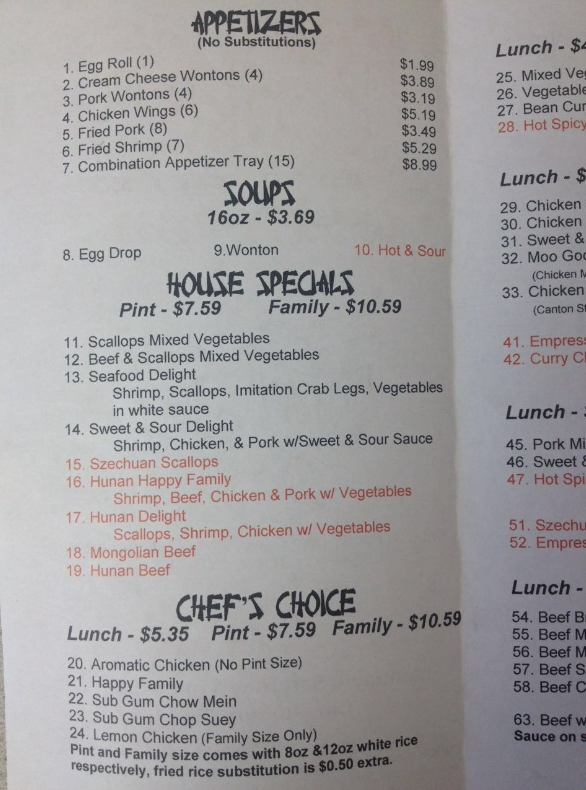 APPETIZERS
(No Substitutions)
1. Egg Roll (1) $1.99
2. Cream Cheese Wontons (4) $3.89
3. Pork Wontons (4) $3.19
4. Chicken Wings (6) $5.19
5. Fried Pork (8) $3.49
6. Fried Shrimp (7) $5.29
7. Combination Appetizer Tray (15) $8.99
SOUPS
16oz - $3.69
8. Egg Drop 9.Wonton 10. Hot & Sour
HOUSE SPECIALS
Pint - $7.59 Family - $10.59
11. Scallops Mixed Vegetables
12. Beef & Scallops Mixed Vegetables
13. Seafood Delight
Shrimp, Scallops, Imitation Crab Legs, Vegetables
in white sauce
14. Sweet & Sour Delight
Shrimp, Chicken, & Pork w/Sweet & Sour Sauce
15. Szechuan Scallops
16. Hunan Happy Family
Shrimp, Beef, Chicken & Pork w/ Vegetables
17. Hunan Delight
Scallops, Shrimp, Chicken w/ Vegetables
18. Mongolian Beef
19. Hunan Beef
CHEF'S CHOICE
Lunch - $5.35 Pint - $7.59 Family - $10.59
20. Aromatic Chicken (No Pint Size)
21. Happy Family
22. Sub Gum Chow Mein
23. Sub Gum Chop Suey
24. Lemon Chicken (Family Size Only)
Pint and Family size comes with 8oz &12oz white rice
respectively, fried rice substitution is $0.50 extra.
Lunch - $
25. Mixed
26. Vegetable
27. Bean
28. Hot Spicy
Lunch - $
29. Chicken
30. Chicken
31. Sweet &
32. Moo
(Chicken
33. Chicken
(Canton
41. Empress
42. Curry
Lunch -
45. Pork
46. Sweet
47. Hot
51.
52.
Lunch -
54. Beef
55. Beef
56. Beef
57. Beef
58. Beef
63. Beef
Sauce on